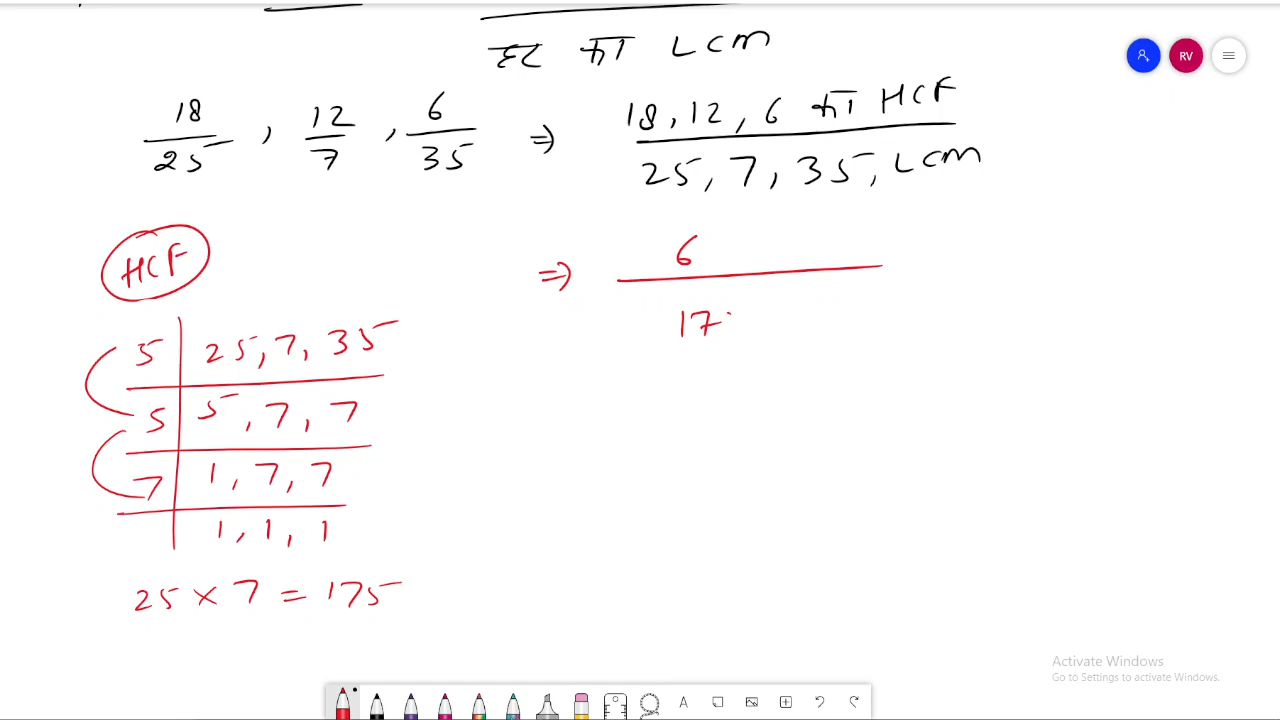 हर का LCM
18/25 , 12/7 , 6/35 ⇒ 18, 12, 6 का HCF / 25, 7, 35, LCM
HCF
⇒ 6 / 17
5 | 25, 7, 35
5 | 5, 7, 7
7 | 1, 7, 7
1, 1, 1
25 × 7 = 175
RV
Activate Windows
Go to Settings to activate Windows.
A